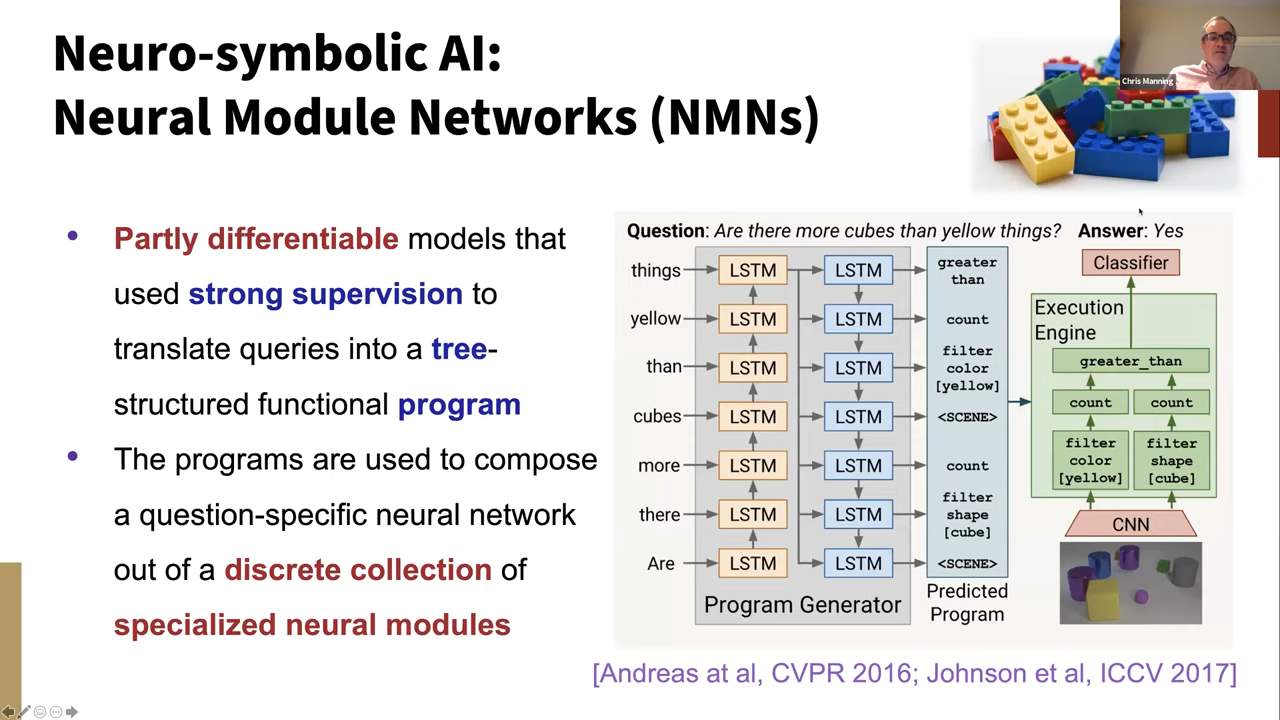 Neuro-symbolic AI:
Neural Module Networks (NMNs)
Chris Manning
• Partly differentiable models that
used strong supervision to
translate queries into a tree-
structured functional program
• The programs are used to compose
a question-specific neural network
out of a discrete collection of
specialized neural modules
Question: Are there more cubes than yellow things? Answer: Yes
things
LSTM
LSTM
greater
than
yellow
LSTM
LSTM
count
than
LSTM
LSTM
filter
color
[yellow]
cubes
LSTM
LSTM
<SCENE>
more
LSTM
LSTM
count
there
LSTM
LSTM
filter
shape
[cube]
Are
LSTM
LSTM
<SCENE>
Program Generator
Predicted
Program
Classifier
Execution
Engine
greater_than
count
count
filter
color
[yellow]
filter
shape
[cube]
CNN
[Andreas at al, CVPR 2016; Johnson et al, ICCV 2017]